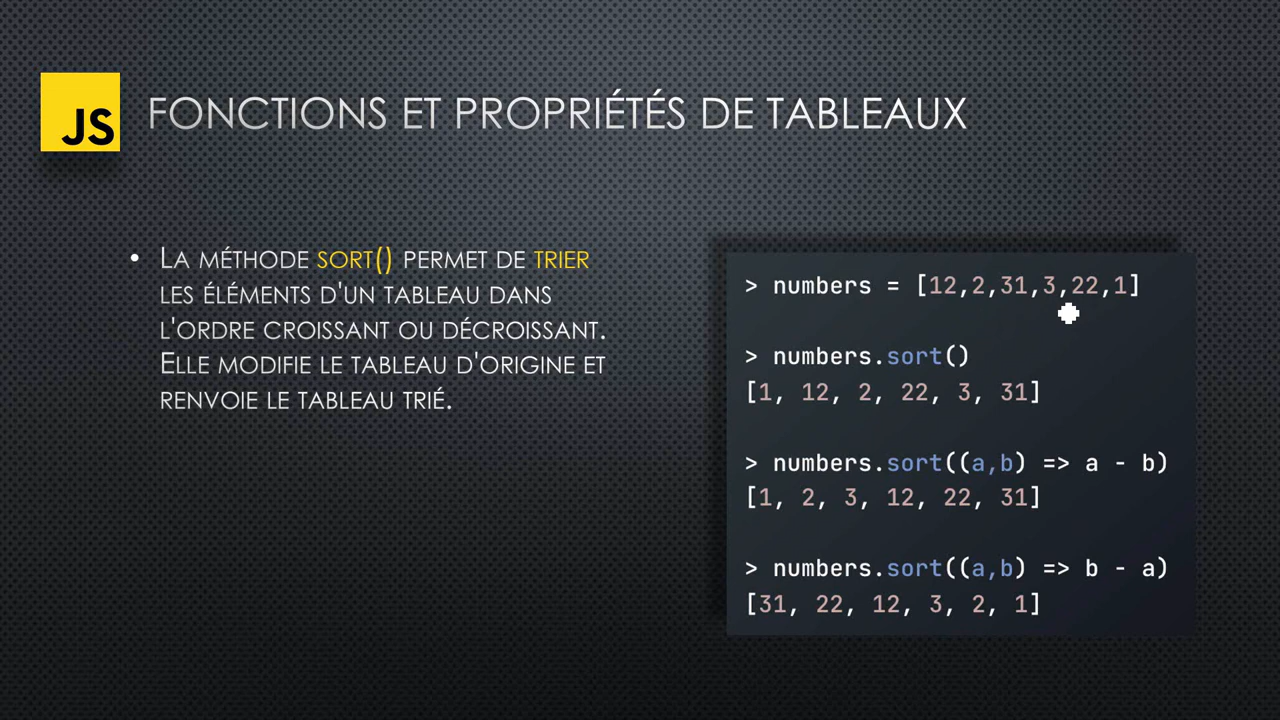 JS
FONCTIONS ET PROPRIÉTÉS DE TABLEAUX
• LA MÉTHODE SORT() PERMET DE TRIER
LES ÉLÉMENTS D'UN TABLEAU DANS
L'ORDRE CROISSANT OU DÉCROISSANT.
ELLE MODIFIE LE TABLEAU D'ORIGINE ET
RENVOIE LE TABLEAU TRIÉ.
> numbers = [12,2,31,3,22,1]
> numbers.sort()
[1, 12, 2, 22, 3, 31]
> numbers.sort((a,b) => a - b)
[1, 2, 3, 12, 22, 31]
> numbers.sort((a,b) => b - a)
[31, 22, 12, 3, 2, 1]